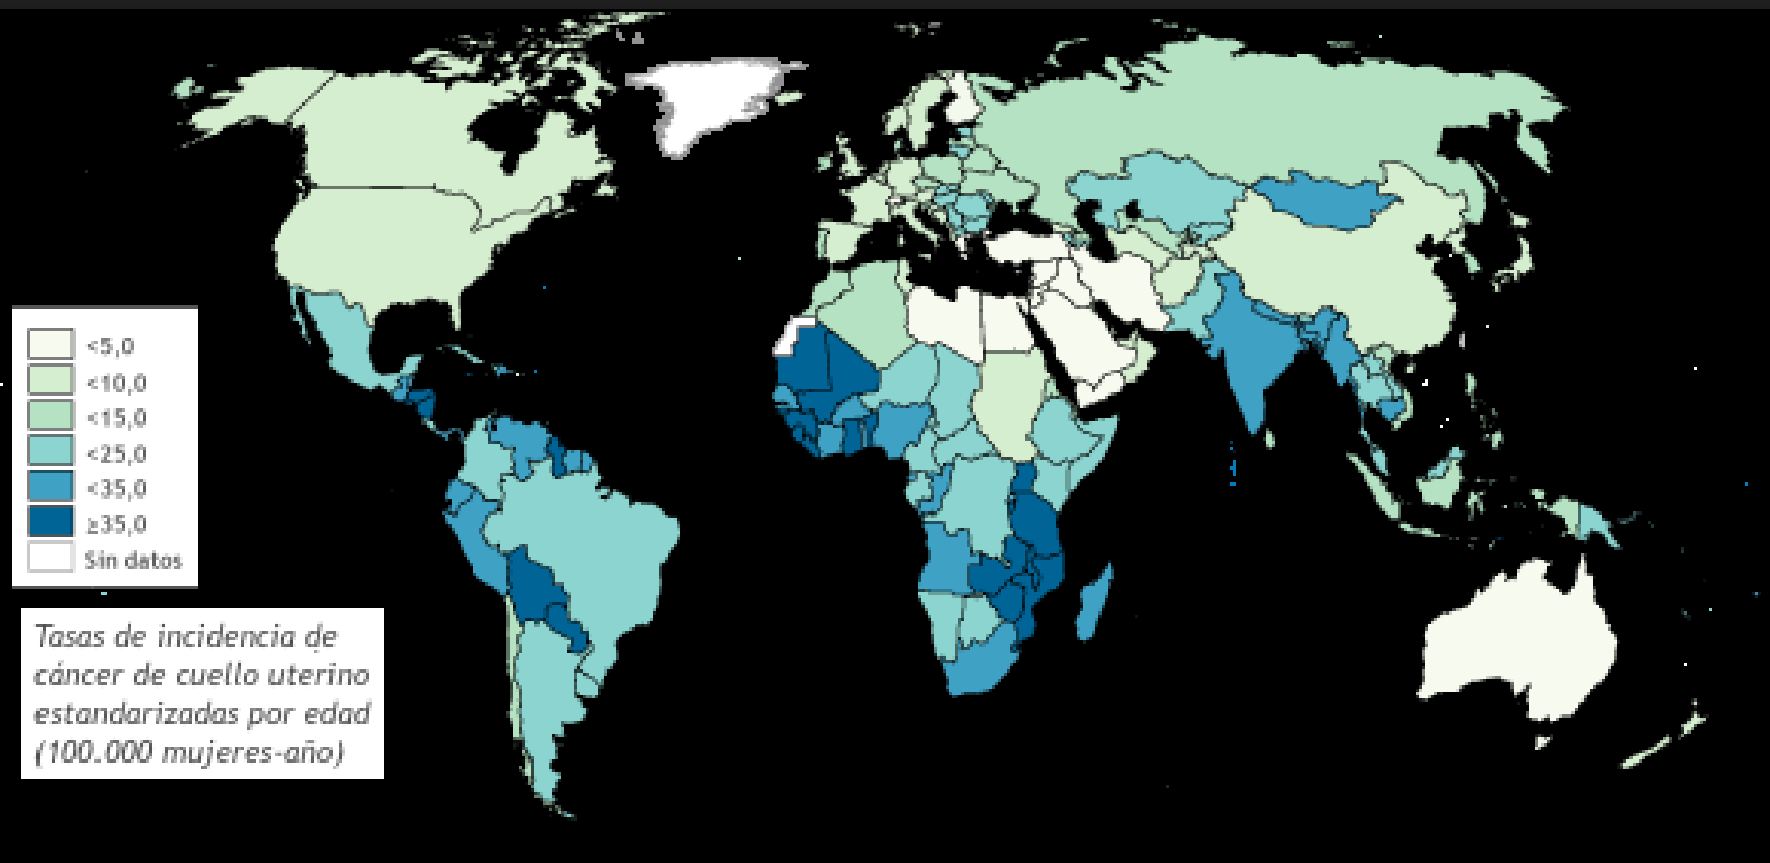 <5,0
<10,0
<15,0
<25,0
<35,0
≥35,0
Sin datos
Tasas de incidencia de
cáncer de cuello uterino
estandarizadas por edad
(100.000 mujeres-año)